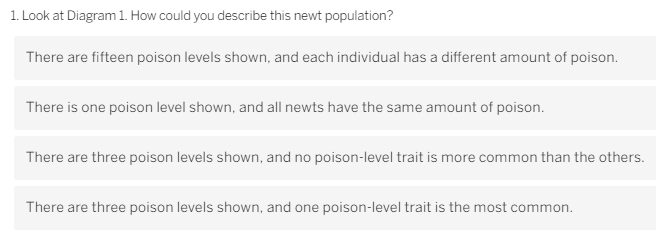 1. Look at Diagram 1. How could you describe this newt population?
There are fifteen poison levels shown, and each individual has a different amount of poison.
There is one poison level shown, and all newts have the same amount of poison.
There are three poison levels shown, and no poison-level trait is more common than the others.
There are three poison levels shown, and one poison-level trait is the most common.